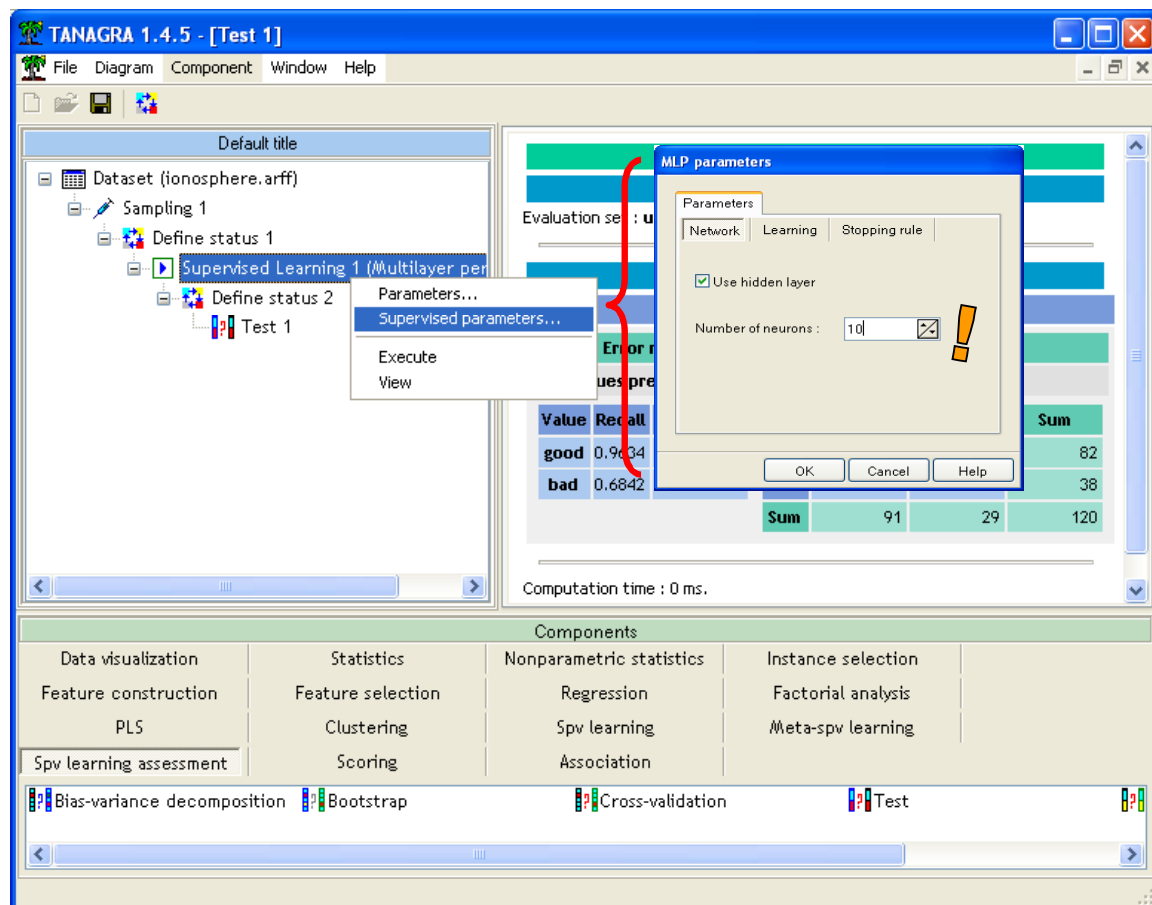 TANAGRA 1.4.5 - [Test 1]
File Diagram Component Window Help
Default title
Dataset (ionosphere.arff)
Sampling 1
Define status 1
Supervised Learning 1 (Multilayer per
Define status 2
Test 1
Parameters...
Supervised parameters...
Execute
View
Evaluation set : u
MLP parameters
Parameters
Network Learning Stopping rule
Use hidden layer
Number of neurons : 10
OK Cancel Help
Error r
ues pre
Value Recall Sum
good 0.9634 82
bad 0.6842 38
Sum 91 29 120
Computation time : 0 ms.
Components
Data visualization Statistics Nonparametric statistics Instance selection
Feature construction Feature selection Regression Factorial analysis
PLS Clustering Spv learning Meta-spv learning
Spv learning assessment Scoring Association
Bias-variance decomposition Bootstrap Cross-validation Test